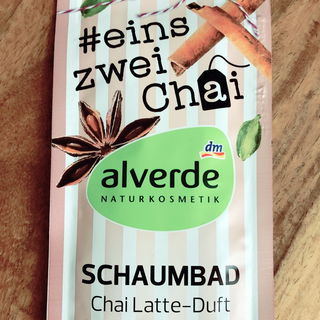 #eins
zwei
Chai
dm
alverde
NATURKOSMETIK
SCHAUMBAD
Chai Latte-Duft